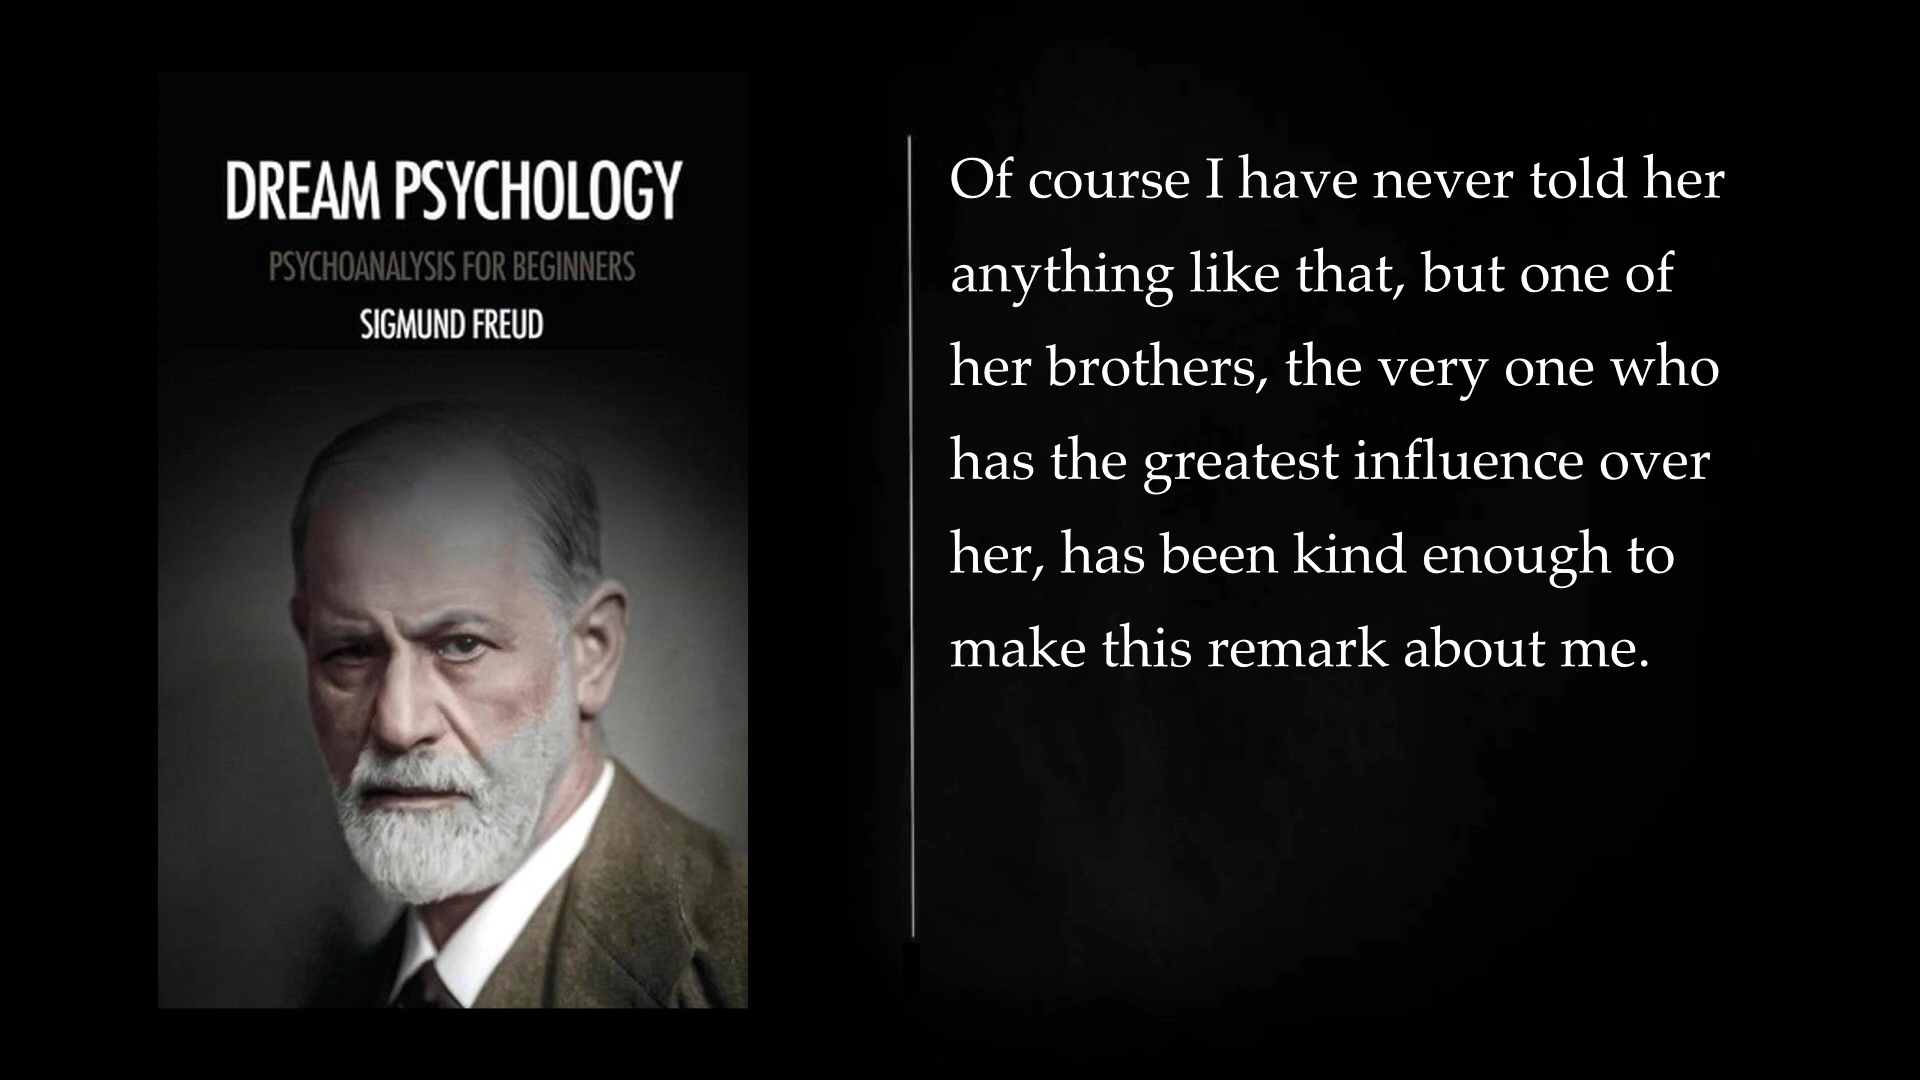 DREAM PSYCHOLOGY
PSYCHOANALYSIS FOR BEGINNERS
SIGMUND FREUD
Of course I have never told her
anything like that, but one of
her brothers, the very one who
has the greatest influence over
her, has been kind enough to
make this remark about me.